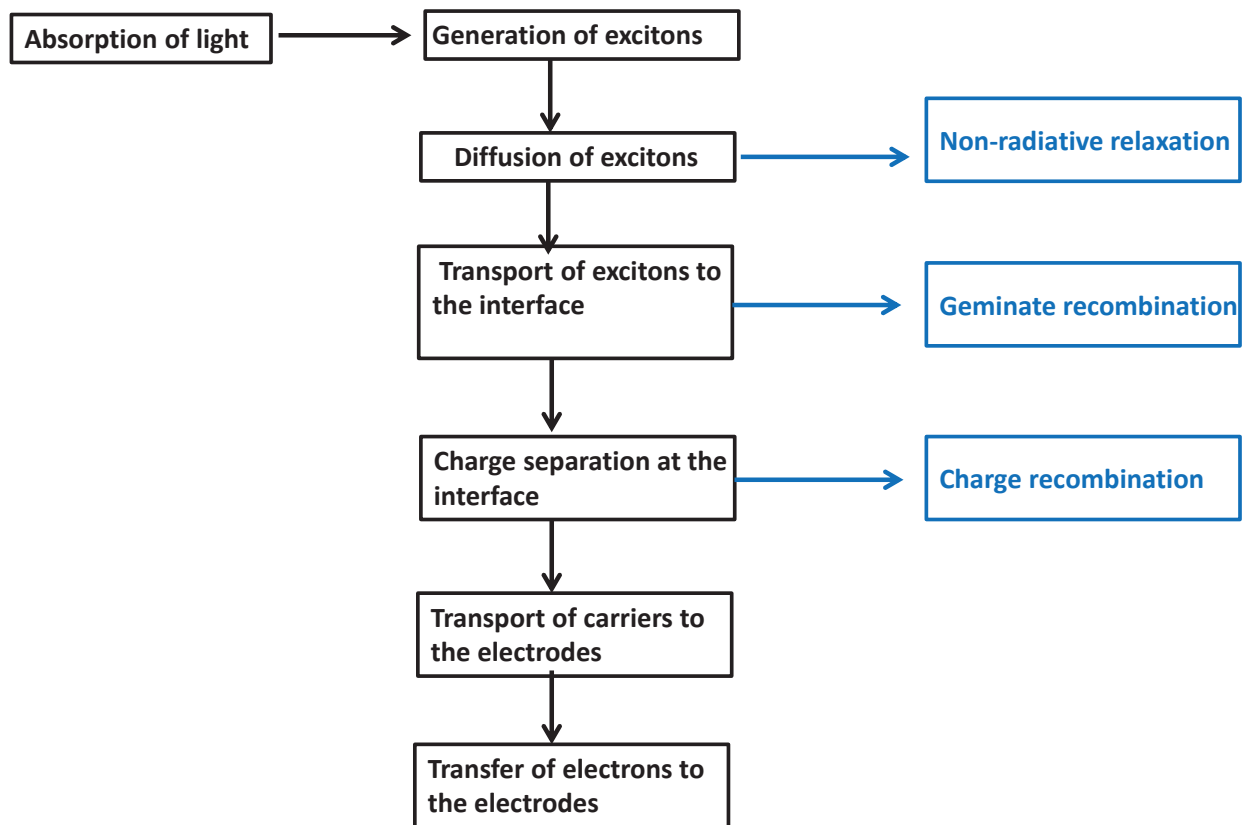 Absorption of light
Generation of excitons
Diffusion of excitons
Non-radiative relaxation
Transport of excitons to
the interface
Geminate recombination
Charge separation at the
interface
Charge recombination
Transport of carriers to
the electrodes
Transfer of electrons to
the electrodes